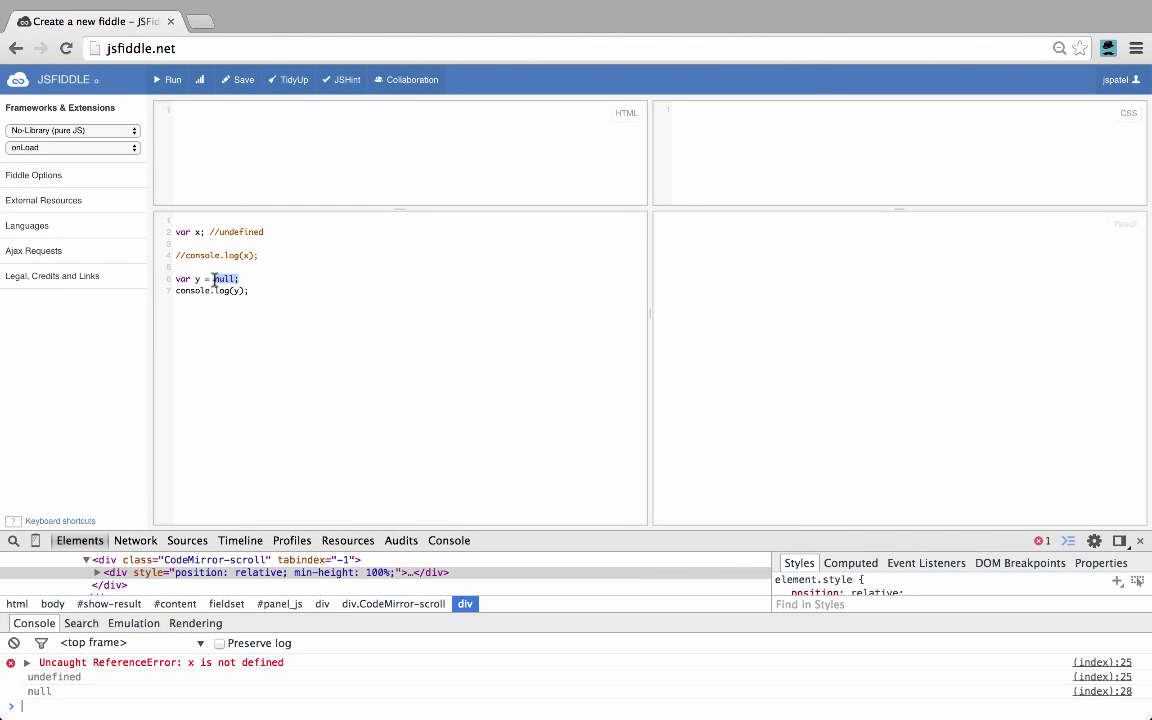 Create a new fiddle – JSFid
jsfiddle.net
JSFIDDLE α
Run
Save
TidyUp
JSHint
Collaboration
jspatel
Frameworks & Extensions
No-Library (pure JS)
onLoad
Fiddle Options
External Resources
Languages
Ajax Requests
Legal, Credits and Links
? Keyboard shortcuts
1
HTML
1
CSS
1
2 var x; //undefined
3
4 //console.log(x);
5
6 var y = null;
7 console.log(y);
Result
Elements Network Sources Timeline Profiles Resources Audits Console
1
<div class="CodeMirror-scroll" tabindex="-1">
<div style="position: relative; min-height: 100%;">…</div>
</div>
html body #show-result #content fieldset #panel_js div div.CodeMirror-scroll div
Styles Computed Event Listeners DOM Breakpoints Properties
element.style {
position: relative;
Find in Styles
Console Search Emulation Rendering
<top frame>
Preserve log
Uncaught ReferenceError: x is not defined (index):25
undefined (index):25
null (index):28
>